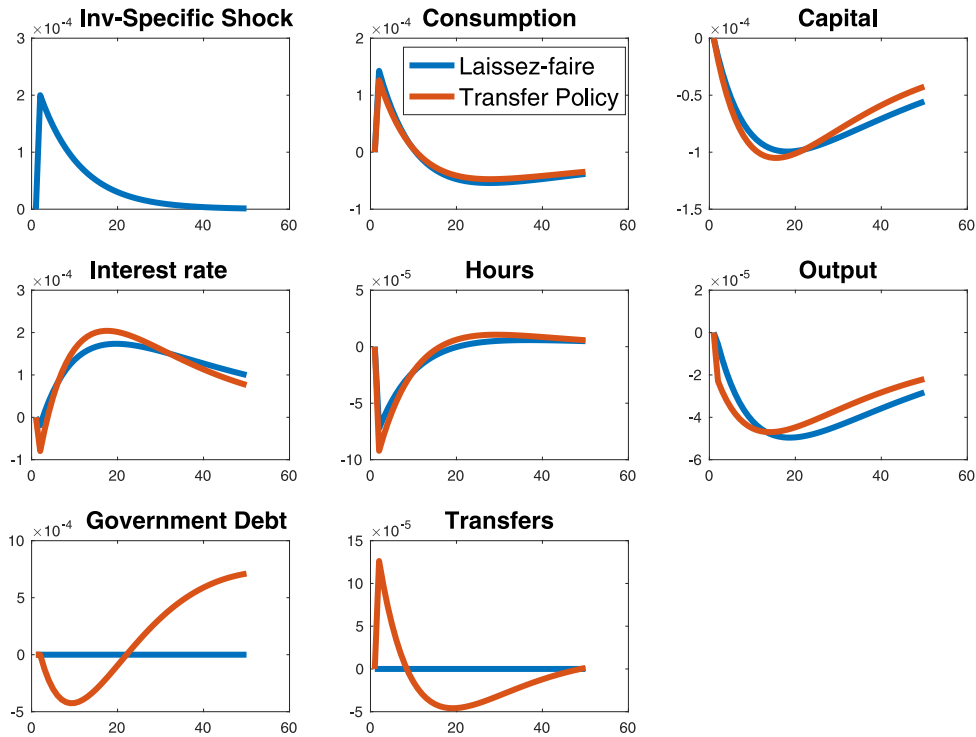 Inv-Specific Shock
×10-4
3
2
1
0
0 20 40 60
Consumption
×10-4
2
1
0
-1
0 20 40 60
Laissez-faire
Transfer Policy
Capital
×10-4
0
-0.5
-1
-1.5
0 20 40 60
Interest rate
×10-4
3
2
1
0
-1
0 20 40 60
Hours
×10-5
5
0
-5
-10
0 20 40 60
Output
×10-5
2
0
-2
-4
-6
0 20 40 60
Government Debt
×10-4
10
5
0
-5
0 20 40 60
Transfers
×10-5
15
10
5
0
-5
0 20 40 60